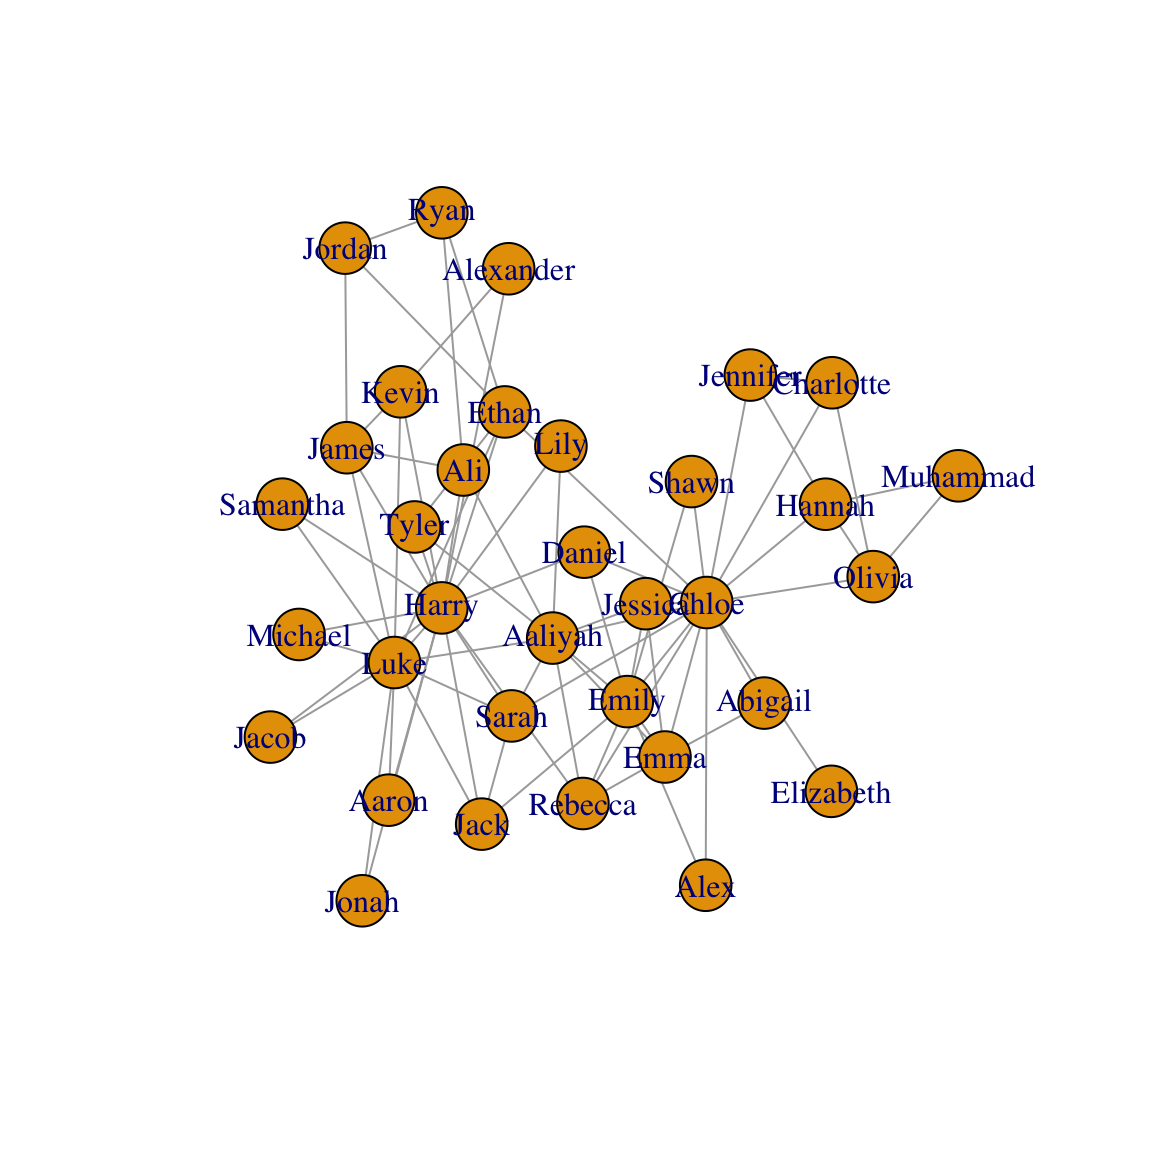 Ryan
Jordan
Alexander
Jennifer
Charlotte
Kevin
Ethan
Lily
James
Ali
Shawn
Muhammad
Samantha
Hannah
Tyler
Daniel
Olivia
Harry
Jessica
Chloe
Michael
Aaliyah
Luke
Emily
Abigail
Sarah
Jacob
Emma
Elizabeth
Aaron
Rebecca
Jack
Alex
Jonah